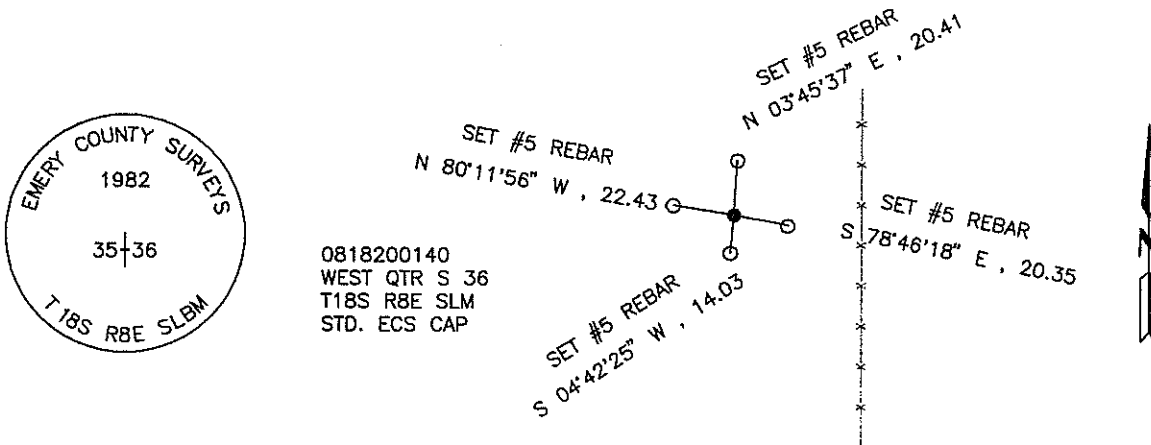 EMERY COUNTY SURVEYS
1982
35 36
T18S R8E SLBM
0818200140
WEST QTR S 36
T18S R8E SLM
STD. ECS CAP
SET #5 REBAR
N 80°11'56" W , 22.43
SET #5 REBAR
N 03°45'37" E , 20.41
SET #5 REBAR
S 78°46'18" E , 20.35
SET #5 REBAR
S 04°42'25" W , 14.03
N